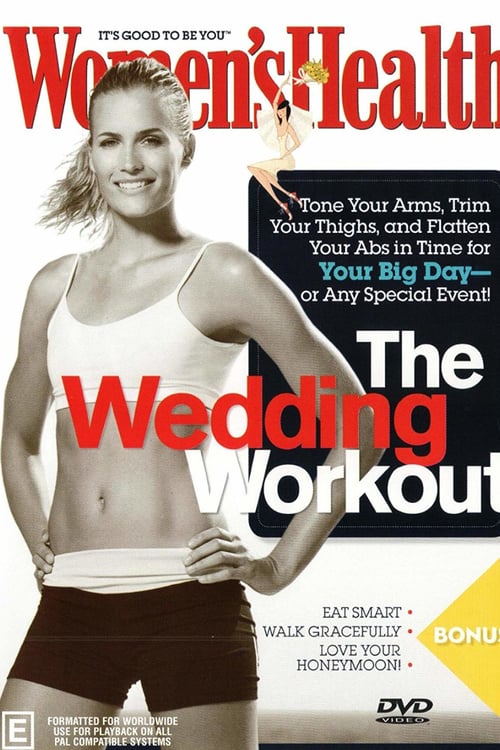 IT'S GOOD TO BE YOU™
Women'sHealth
Tone Your Arms, Trim
Your Thighs, and Flatten
Your Abs in Time for
Your Big Day—
or Any Special Event!
The
Wedding
Workout
EAT SMART •
WALK GRACEFULLY •
LOVE YOUR
HONEYMOON! •
BONUS
DVD
VIDEO
E
FORMATTED FOR WORLDWIDE
USE FOR PLAYBACK ON ALL
PAL COMPATIBLE SYSTEMS